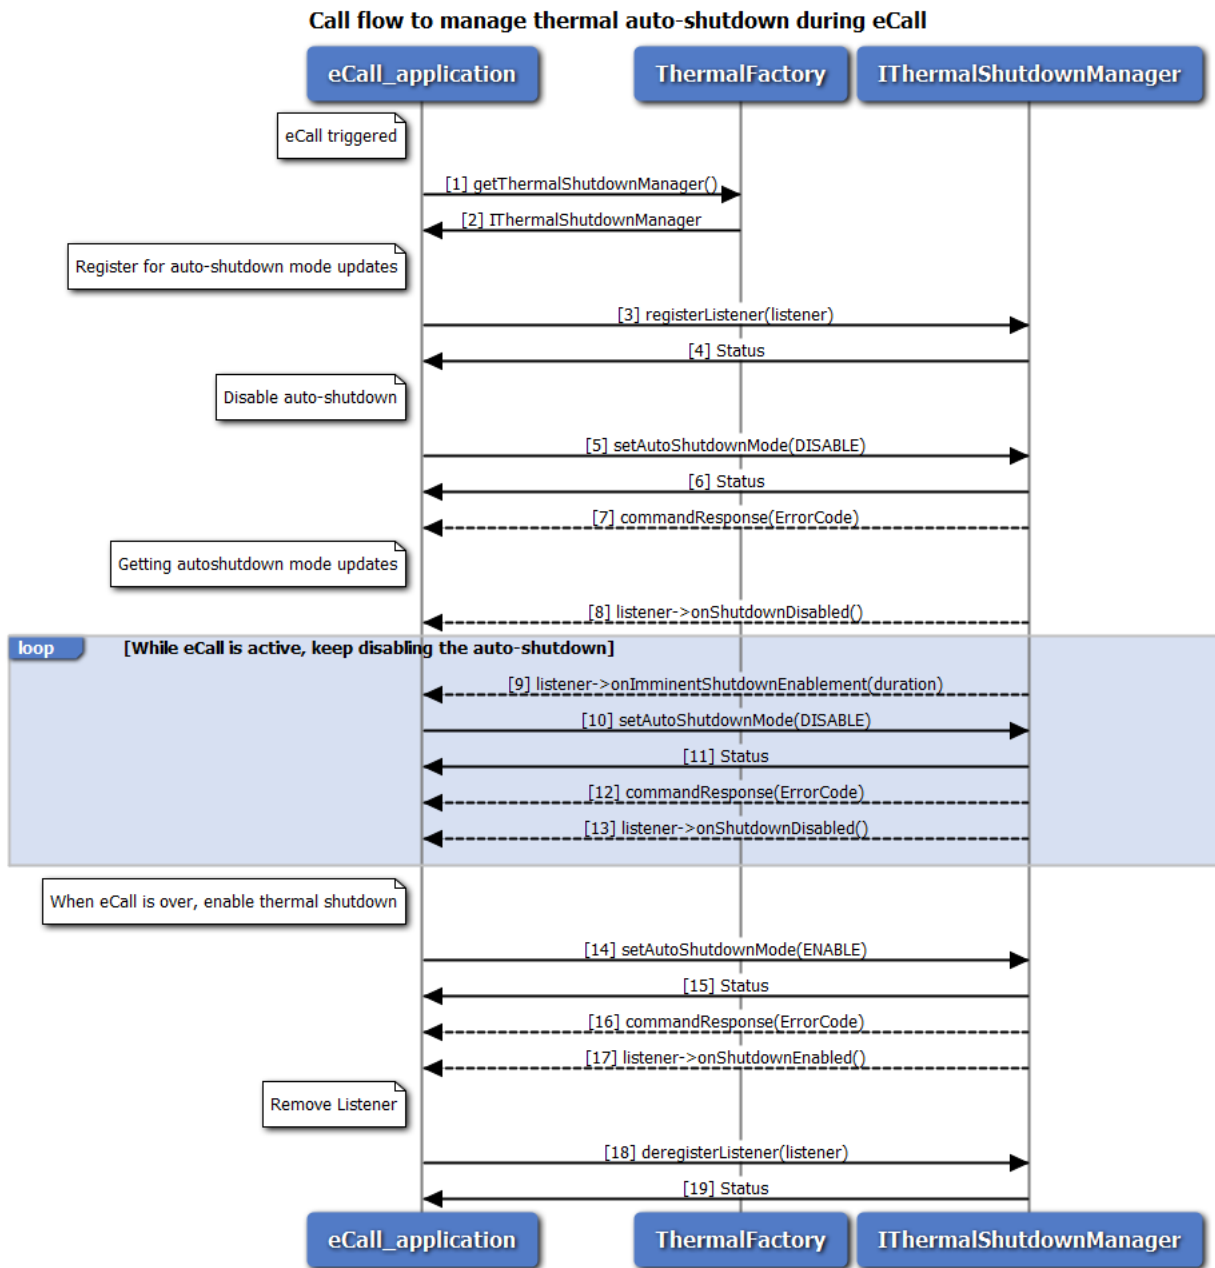 Call flow to manage thermal auto-shutdown during eCall
eCall_application
ThermalFactory
IThermalShutdownManager
eCall triggered
[1] getThermalShutdownManager()
[2] IThermalShutdownManager
Register for auto-shutdown mode updates
[3] registerListener(listener)
[4] Status
Disable auto-shutdown
[5] setAutoShutdownMode(DISABLE)
[6] Status
[7] commandResponse(ErrorCode)
Getting autoshutdown mode updates
[8] listener->onShutdownDisabled()
loop
[While eCall is active, keep disabling the auto-shutdown]
[9] listener->onImminentShutdownEnablement(duration)
[10] setAutoShutdownMode(DISABLE)
[11] Status
[12] commandResponse(ErrorCode)
[13] listener->onShutdownDisabled()
When eCall is over, enable thermal shutdown
[14] setAutoShutdownMode(ENABLE)
[15] Status
[16] commandResponse(ErrorCode)
[17] listener->onShutdownEnabled()
Remove Listener
[18] deregisterListener(listener)
[19] Status
eCall_application
ThermalFactory
IThermalShutdownManager